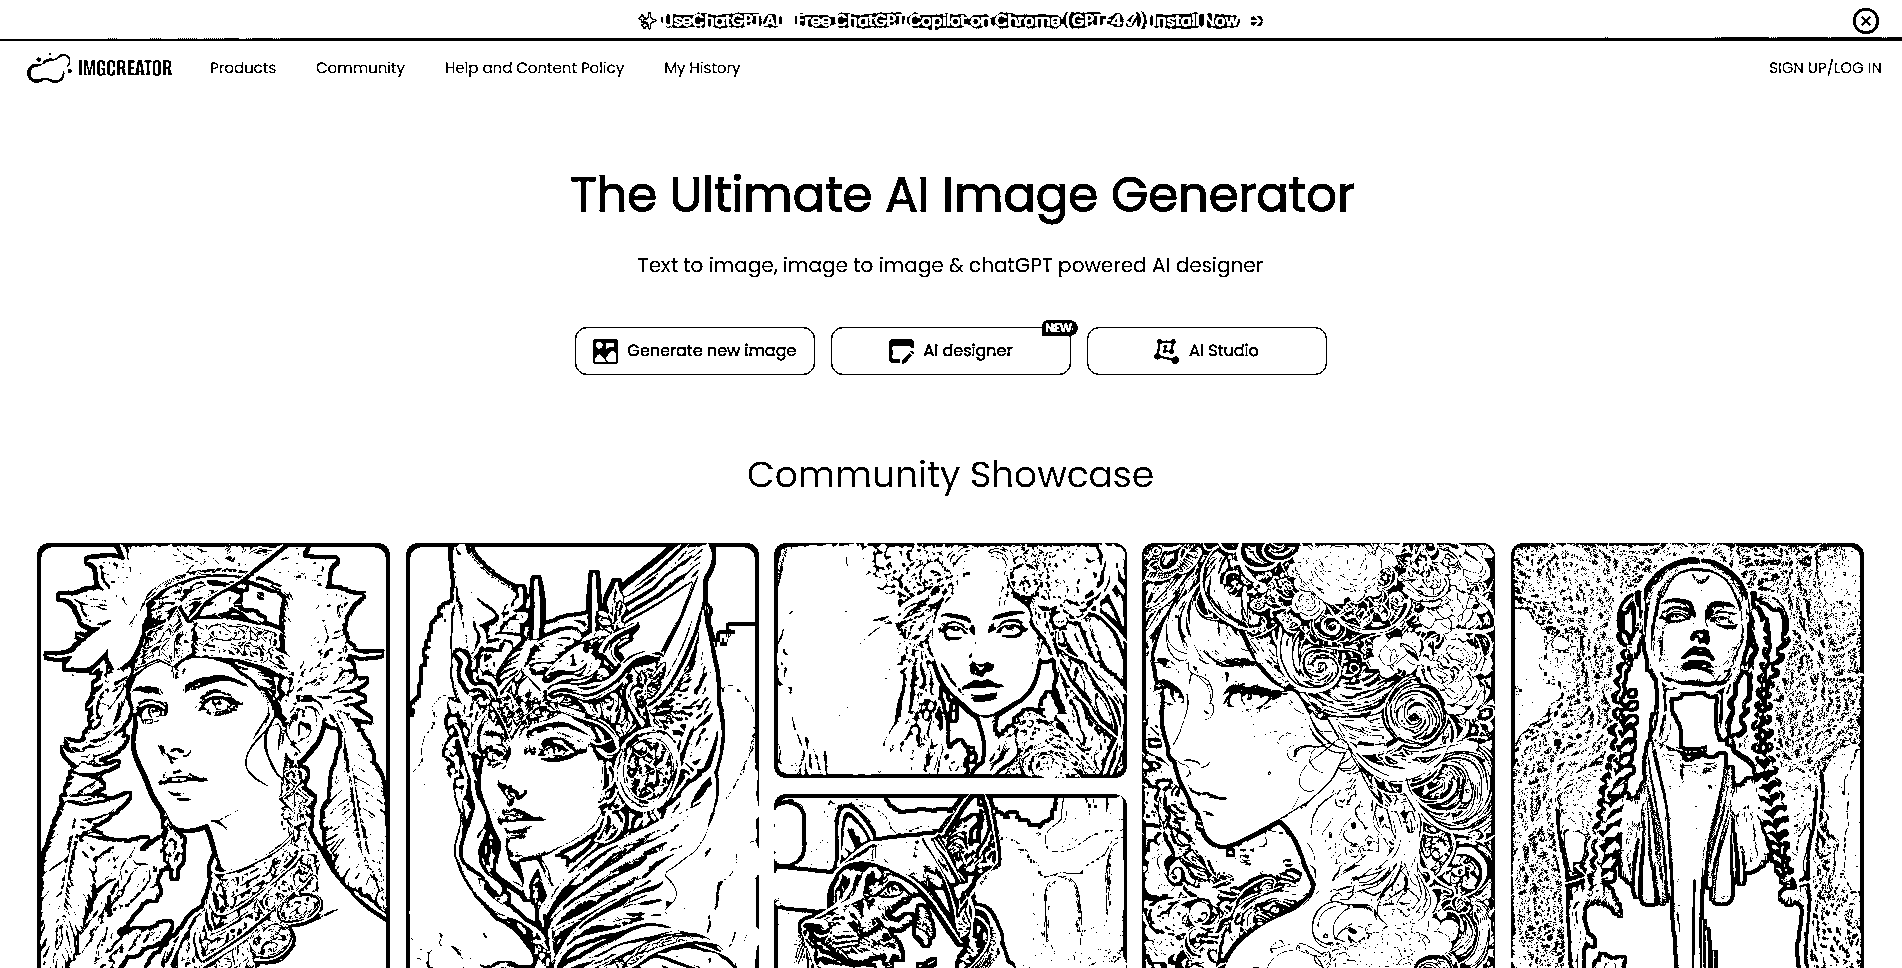 UseChatGPT.AI - Free ChatGPT Copilot on Chrome (GPT-4 ✓) Install Now →
IMGCREATOR
Products
Community
Help and Content Policy
My History
SIGN UP/LOG IN
The Ultimate AI Image Generator
Text to image, image to image & chatGPT powered AI designer
NEW
Generate new image
AI designer
AI Studio
Community Showcase